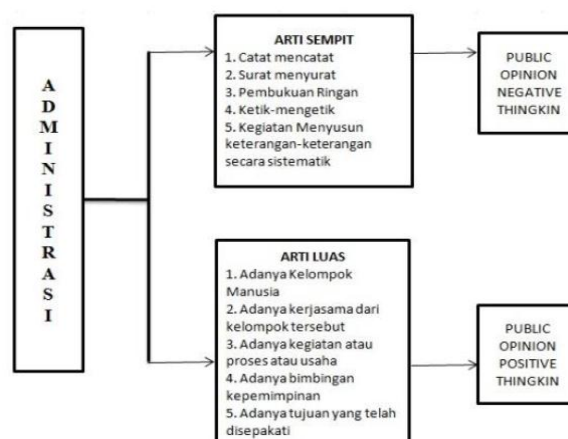 ADMINISTRASI
ARTI SEMPIT
1. Catat mencatat
2. Surat menyurat
3. Pembukuan Ringan
4. Ketik-mengetik
5. Kegiatan Menyusun
keterangan-keterangan
secara sistematik
PUBLIC
OPINION
NEGATIVE
THINGKIN
ARTI LUAS
1. Adanya Kelompok
Manusia
2. Adanya kerjasama dari
kelompok tersebut
3. Adanya kegiatan atau
proses atau usaha
4. Adanya bimbingan
kepemimpinan
5. Adanya tujuan yang telah
disepakati
PUBLIC
OPINION
POSITIVE
THINGKIN